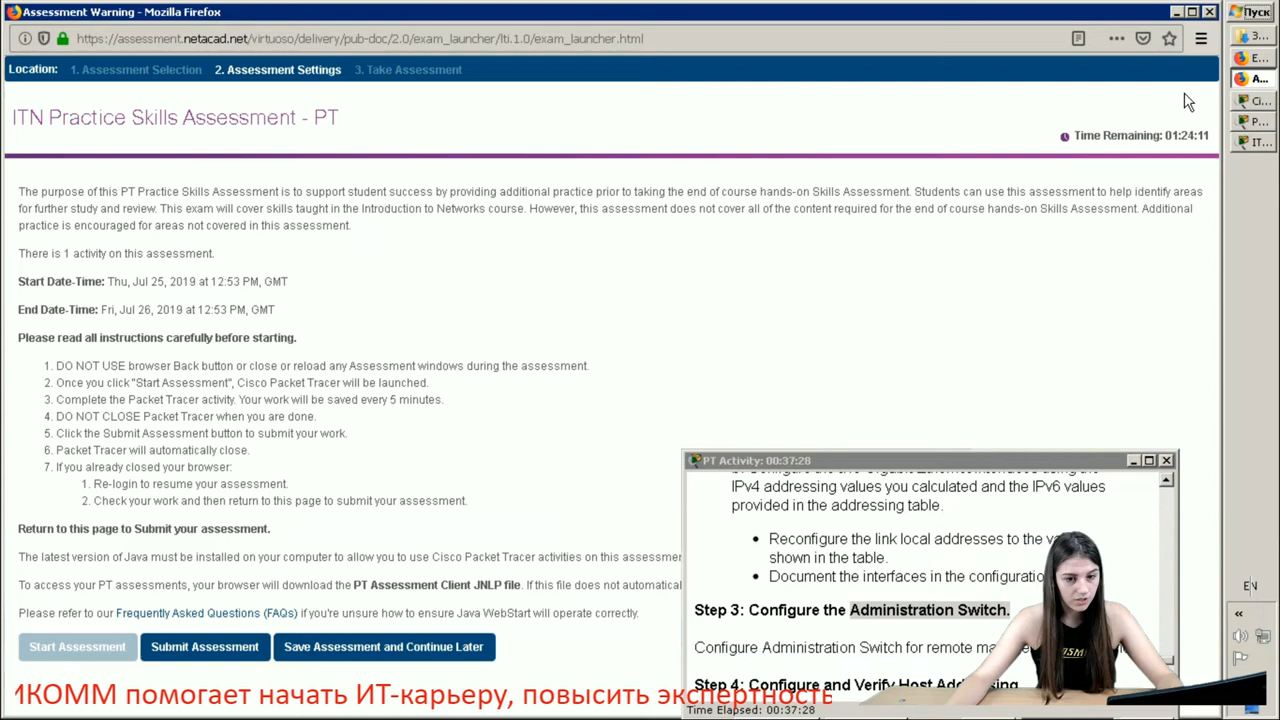 Assessment Warning - Mozilla Firefox
https://assessment.netacad.net/virtuoso/delivery/pub-doc/2.0/exam_launcher/lti.1.0/exam_launcher.html
Location: 1. Assessment Selection 2. Assessment Settings 3. Take Assessment
ITN Practice Skills Assessment - PT
Time Remaining: 01:24:11
The purpose of this PT Practice Skills Assessment is to support student success by providing additional practice prior to taking the end of course hands-on Skills Assessment. Students can use this assessment to help identify areas
for further study and review. This exam will cover skills taught in the Introduction to Networks course. However, this assessment does not cover all of the content required for the end of course hands-on Skills Assessment. Additional
practice is encouraged for areas not covered in this assessment.
There is 1 activity on this assessment.
Start Date-Time: Thu, Jul 25, 2019 at 12:53 PM, GMT
End Date-Time: Fri, Jul 26, 2019 at 12:53 PM, GMT
Please read all instructions carefully before starting.
1. DO NOT USE browser Back button or close or reload any Assessment windows during the assessment.
2. Once you click "Start Assessment", Cisco Packet Tracer will be launched.
3. Complete the Packet Tracer activity. Your work will be saved every 5 minutes.
4. DO NOT CLOSE Packet Tracer when you are done.
5. Click the Submit Assessment button to submit your work.
6. Packet Tracer will automatically close.
7. If you already closed your browser:
1. Re-login to resume your assessment.
2. Check your work and then return to this page to submit your assessment.
Return to this page to Submit your assessment.
The latest version of Java must be installed on your computer to allow you to use Cisco Packet Tracer activities on this
To access your PT assessments, your browser will download the PT Assessment Client JNLP file. If this file does not
Please refer to our Frequently Asked Questions (FAQs) if you're unsure how to ensure Java WebStart will operate correctly.
Start Assessment Submit Assessment Save Assessment and Continue Later
PT Activity: 00:37:28
IPv4 addressing values you calculated and the IPv6 values
provided in the addressing table.
• Reconfigure the link local addresses to the
shown in the table.
• Document the interfaces in the
Step 3: Configure the Administration Switch.
Configure Administration Switch for remote
Step 4: Configure and Verify Host Addressing
Time Elapsed: 00:37:28
ИКОММ помогает начать ИТ-карьеру, повысить экспертность
Пуск
З...
E...
A...
Ci...
P...
IT...
EN